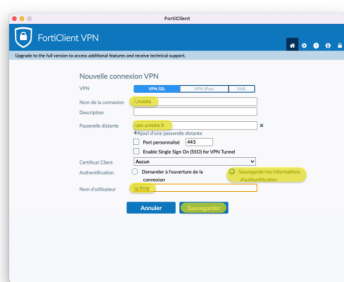 FortiClient
FortiClient VPN
Upgrade to the full version to access additional features and receive technical support.
Nouvelle connexion VPN
VPN VPN SSL VPN IPsec XML
Nom de la connexion
Description
Passerelle distante
+Ajout d'une passerelle distante
Port personnalisé 443
Enable Single Sign On (SSO) for VPN Tunnel
Certificat Client Aucun
Authentification Demander à l'ouverture de la connexion Sauvegarder les informations d'authentification
Nom d'utilisateur
Annuler Sauvegarder